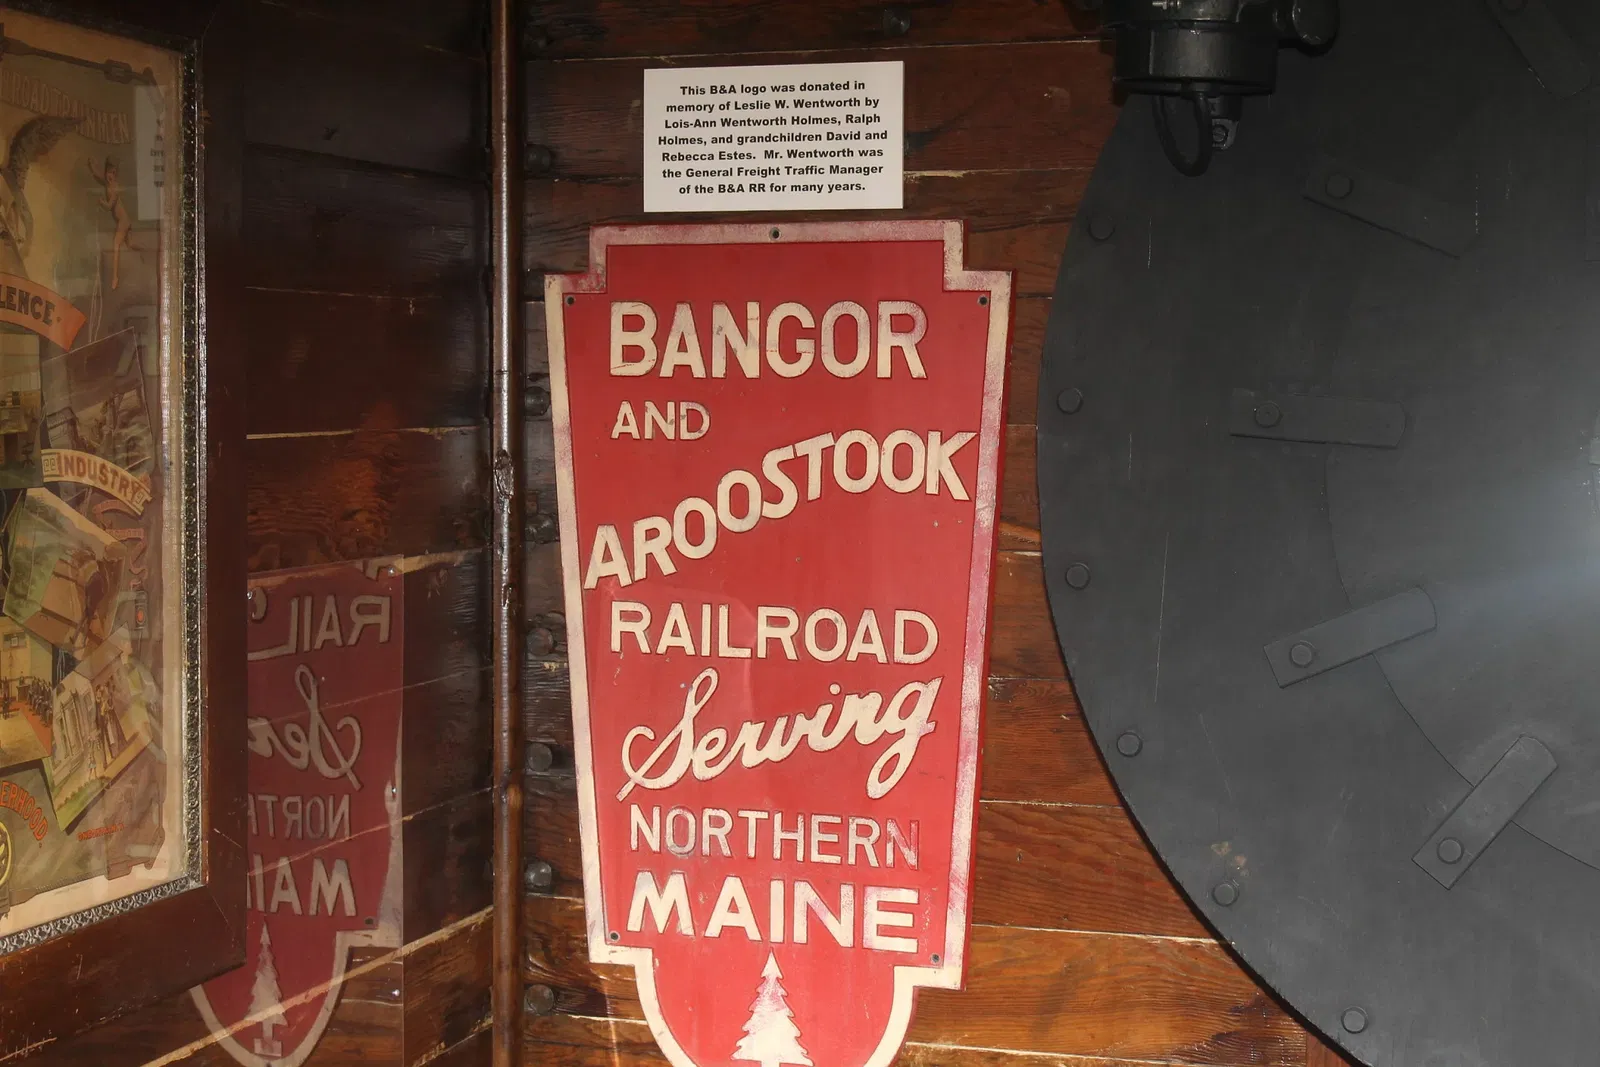 This B&A logo was donated in
memory of Leslie W. Wentworth by
Lois-Ann Wentworth Holmes, Ralph
Holmes, and grandchildren David and
Rebecca Estes. Mr. Wentworth was
the General Freight Traffic Manager
of the B&A RR for many years.
BANGOR
AND
AROOSTOOK
RAILROAD
Serving
NORTHERN
MAINE
INDUSTRY